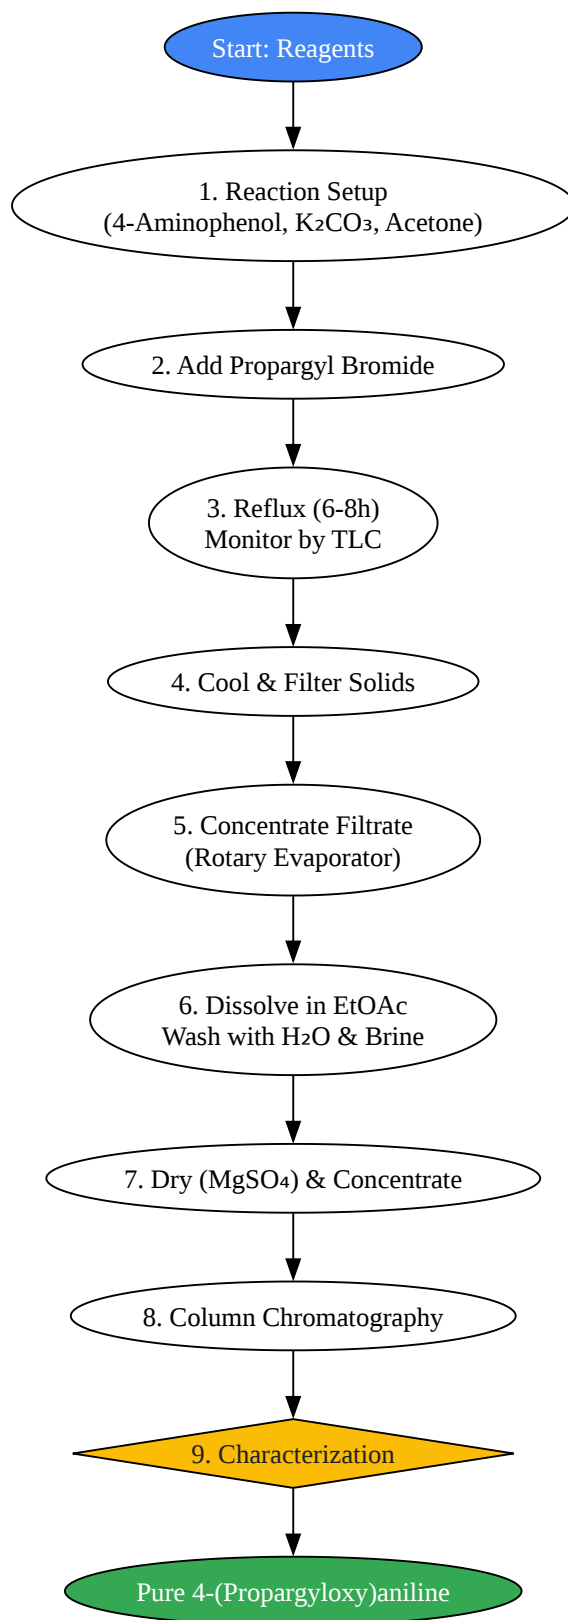 Start: Reagents
1. Reaction Setup
(4-Aminophenol, K₂CO₃, Acetone)
2. Add Propargyl Bromide
3. Reflux (6-8h)
Monitor by TLC
4. Cool & Filter Solids
5. Concentrate Filtrate
(Rotary Evaporator)
6. Dissolve in EtOAc
Wash with H₂O & Brine
7. Dry (MgSO₄) & Concentrate
8. Column Chromatography
9. Characterization
Pure 4-(Propargyloxy)aniline